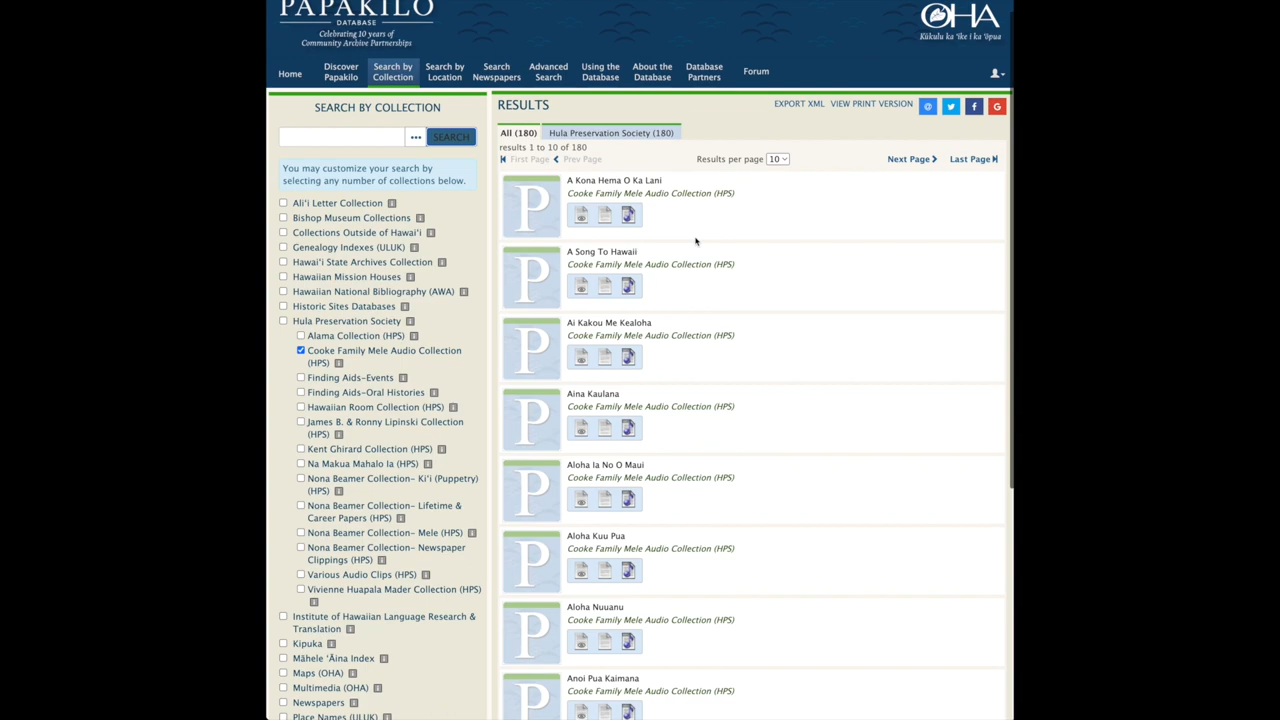 PAPAKILO
DATABASE
Celebrating 10 years of
Community Archive Partnerships
OHA
Kūkulu ka ʻike i ka ʻōpua
Home
Discover Papakilo
Search by Collection
Search by Location
Search Newspapers
Advanced Search
Using the Database
About the Database
Database Partners
Forum
SEARCH BY COLLECTION
SEARCH
You may customize your search by
selecting any number of collections below.
Aliʻi Letter Collection
Bishop Museum Collections
Collections Outside of Hawaiʻi
Genealogy Indexes (ULUK)
Hawaiʻi State Archives Collection
Hawaiian Mission Houses
Hawaiian National Bibliography (AWA)
Historic Sites Databases
Hula Preservation Society
Alama Collection (HPS)
Cooke Family Mele Audio Collection
(HPS)
Finding Aids-Events
Finding Aids-Oral Histories
Hawaiian Room Collection (HPS)
James B. & Ronny Lipinski Collection
(HPS)
Kent Ghirard Collection (HPS)
Na Makua Mahalo Ia (HPS)
Nona Beamer Collection- Ki'i (Puppetry)
(HPS)
Nona Beamer Collection- Lifetime &
Career Papers (HPS)
Nona Beamer Collection- Mele (HPS)
Nona Beamer Collection- Newspaper
Clippings (HPS)
Various Audio Clips (HPS)
Vivienne Huapala Mader Collection (HPS)
Institute of Hawaiian Language Research &
Translation
Kipuka
Māhele ʻĀina Index
Maps (OHA)
Multimedia (OHA)
Newspapers
Place Names (ULUK)
RESULTS
EXPORT XML VIEW PRINT VERSION
All (180) Hula Preservation Society (180)
results 1 to 10 of 180
First Page Prev Page Results per page 10 Next Page Last Page
A Kona Hema O Ka Lani
Cooke Family Mele Audio Collection (HPS)
A Song To Hawaii
Cooke Family Mele Audio Collection (HPS)
Ai Kakou Me Kealoha
Cooke Family Mele Audio Collection (HPS)
Aina Kaulana
Cooke Family Mele Audio Collection (HPS)
Aloha Ia No O Maui
Cooke Family Mele Audio Collection (HPS)
Aloha Kuu Pua
Cooke Family Mele Audio Collection (HPS)
Aloha Nuuanu
Cooke Family Mele Audio Collection (HPS)
Anoi Pua Kaimana
Cooke Family Mele Audio Collection (HPS)